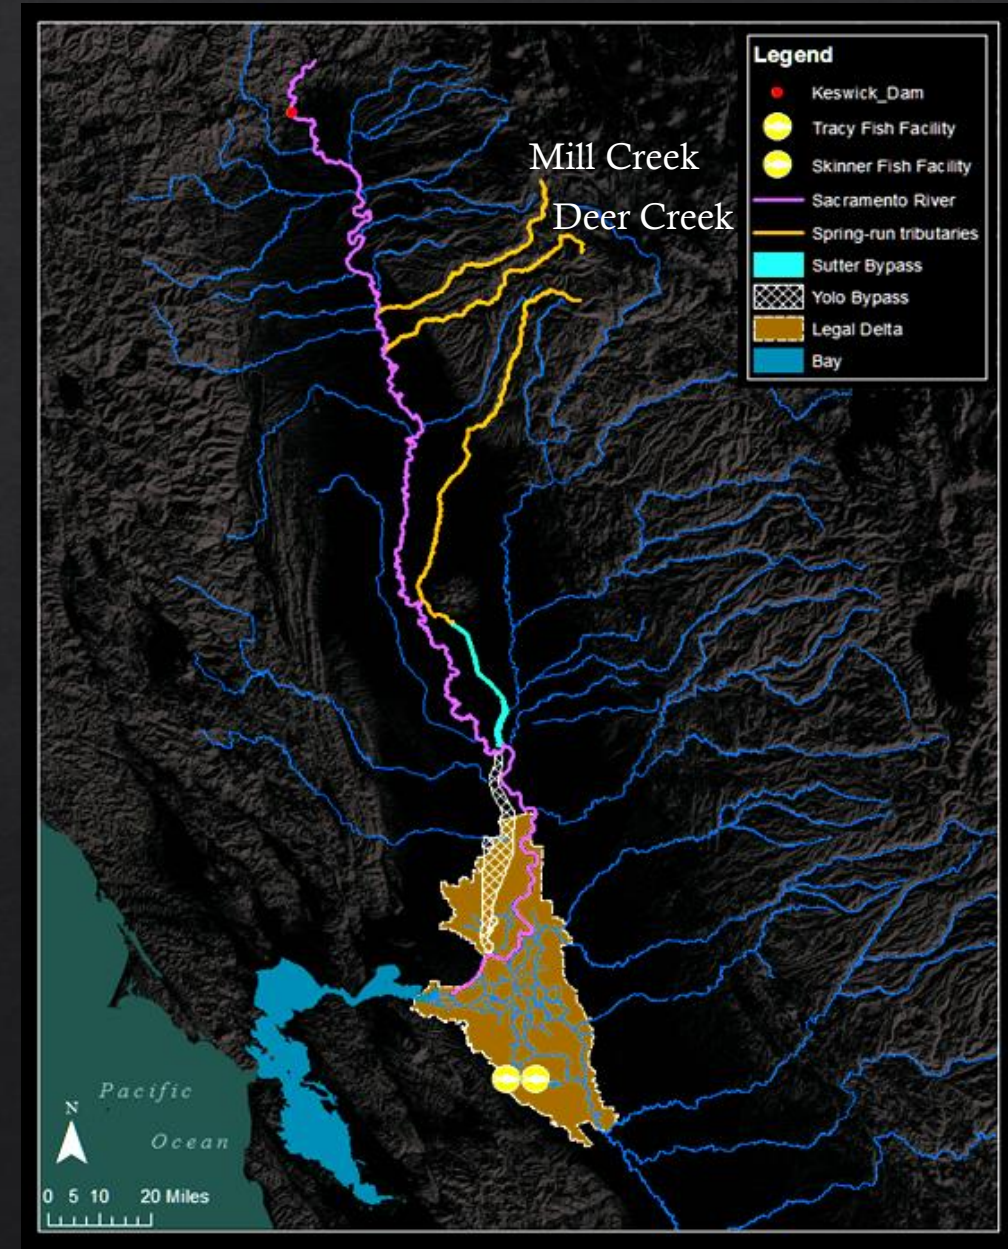 Legend
Keswick_Dam
Tracy Fish Facility
Skinner Fish Facility
Sacramento River
Spring-run tributaries
Sutter Bypass
Yolo Bypass
Legal Delta
Bay
Mill Creek
Deer Creek
Pacific
Ocean
N
0 5 10 20 Miles